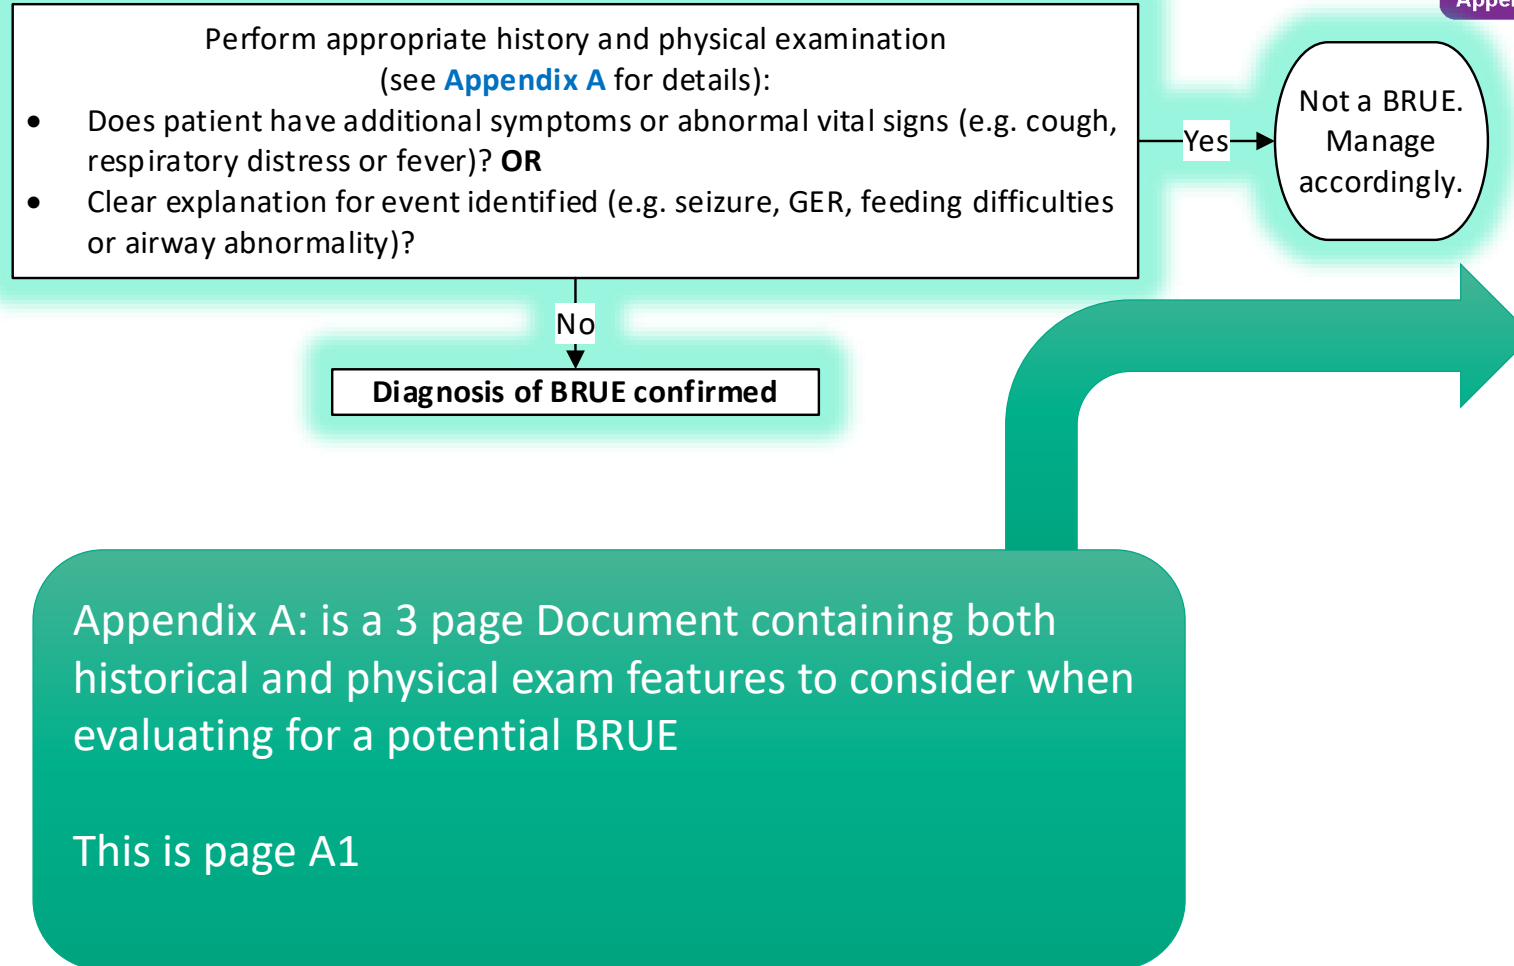 Appen
Perform appropriate history and physical examination
(see Appendix A for details):
• Does patient have additional symptoms or abnormal vital signs (e.g. cough,
respiratory distress or fever)? OR
• Clear explanation for event identified (e.g. seizure, GER, feeding difficulties
or airway abnormality)?
Yes
Not a BRUE.
Manage
accordingly.
No
Diagnosis of BRUE confirmed
Appendix A: is a 3 page Document containing both
historical and physical exam features to consider when
evaluating for a potential BRUE
This is page A1